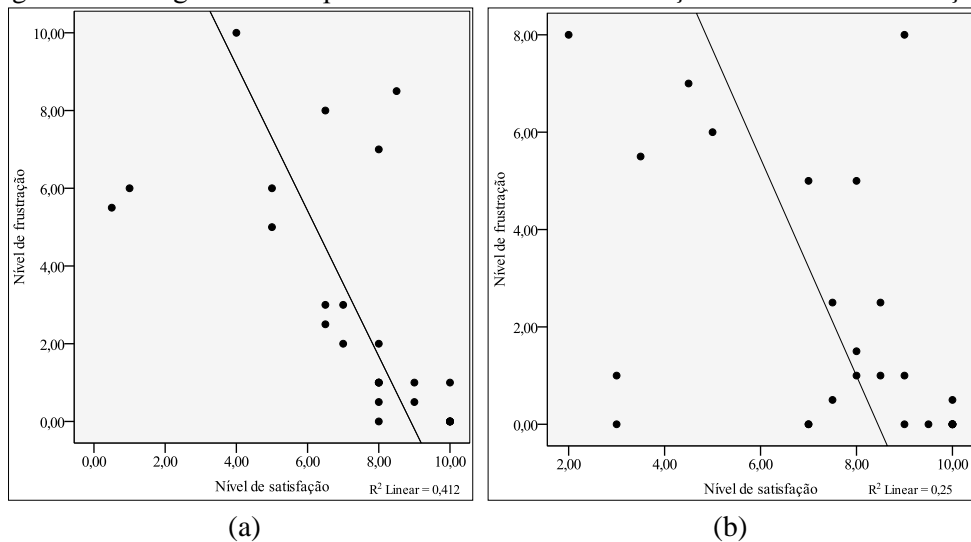 10,00
8,00
6,00
4,00
2,00
0,00
Nível de frustração
0,00 2,00 4,00 6,00 8,00 10,00
Nível de satisfação
R² Linear = 0,412
(a)
8,00
6,00
4,00
2,00
0,00
Nível de frustração
2,00 4,00 6,00 8,00 10,00
Nível de satisfação
R² Linear = 0,25
(b)